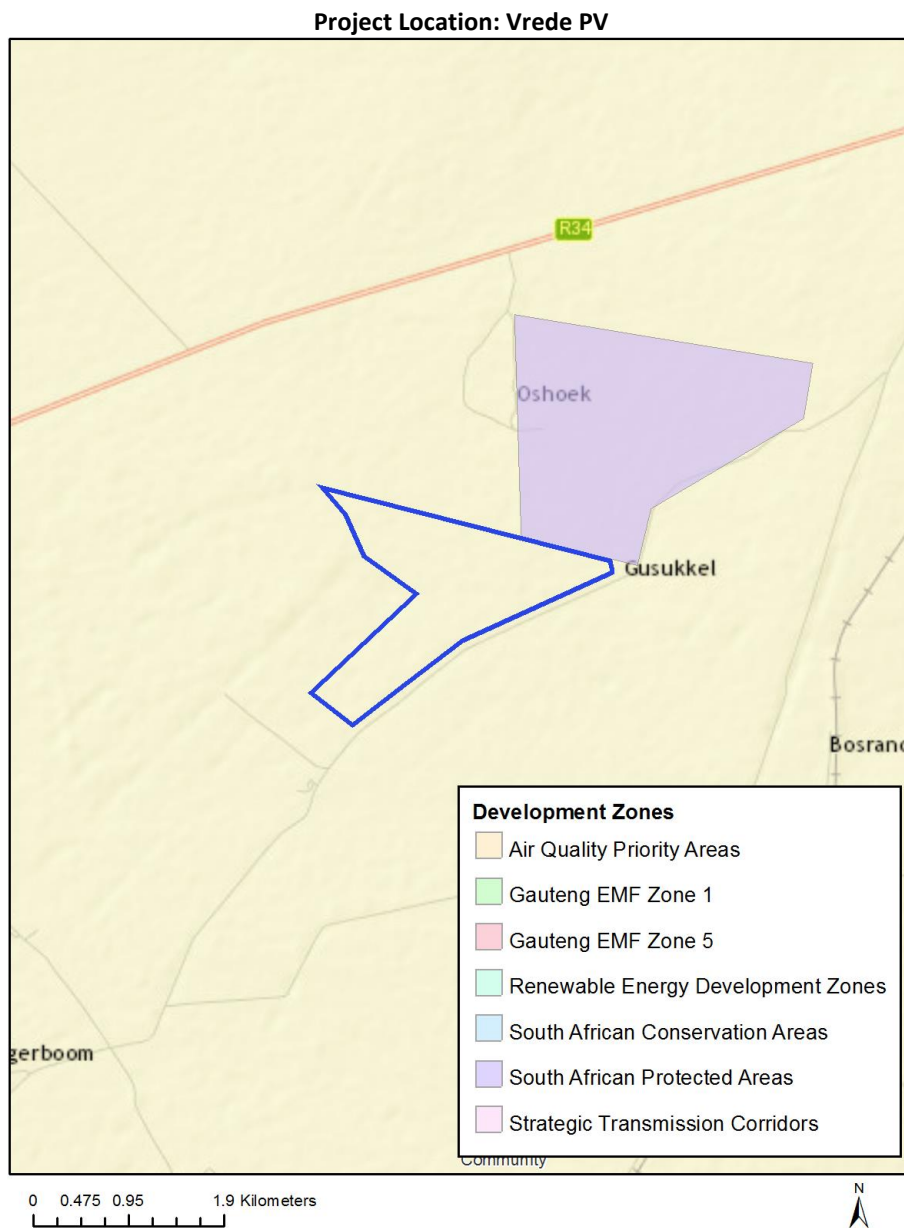 Project Location: Vrede PV
R34
Oshoek
Gusukkel
Bosrand
Development Zones
Air Quality Priority Areas
Gauteng EMF Zone 1
Gauteng EMF Zone 5
Renewable Energy Development Zones
South African Conservation Areas
gerboom
South African Protected Areas
Strategic Transmission Corridors
Community
0 0.475 0.95 1.9 Kilometers
N